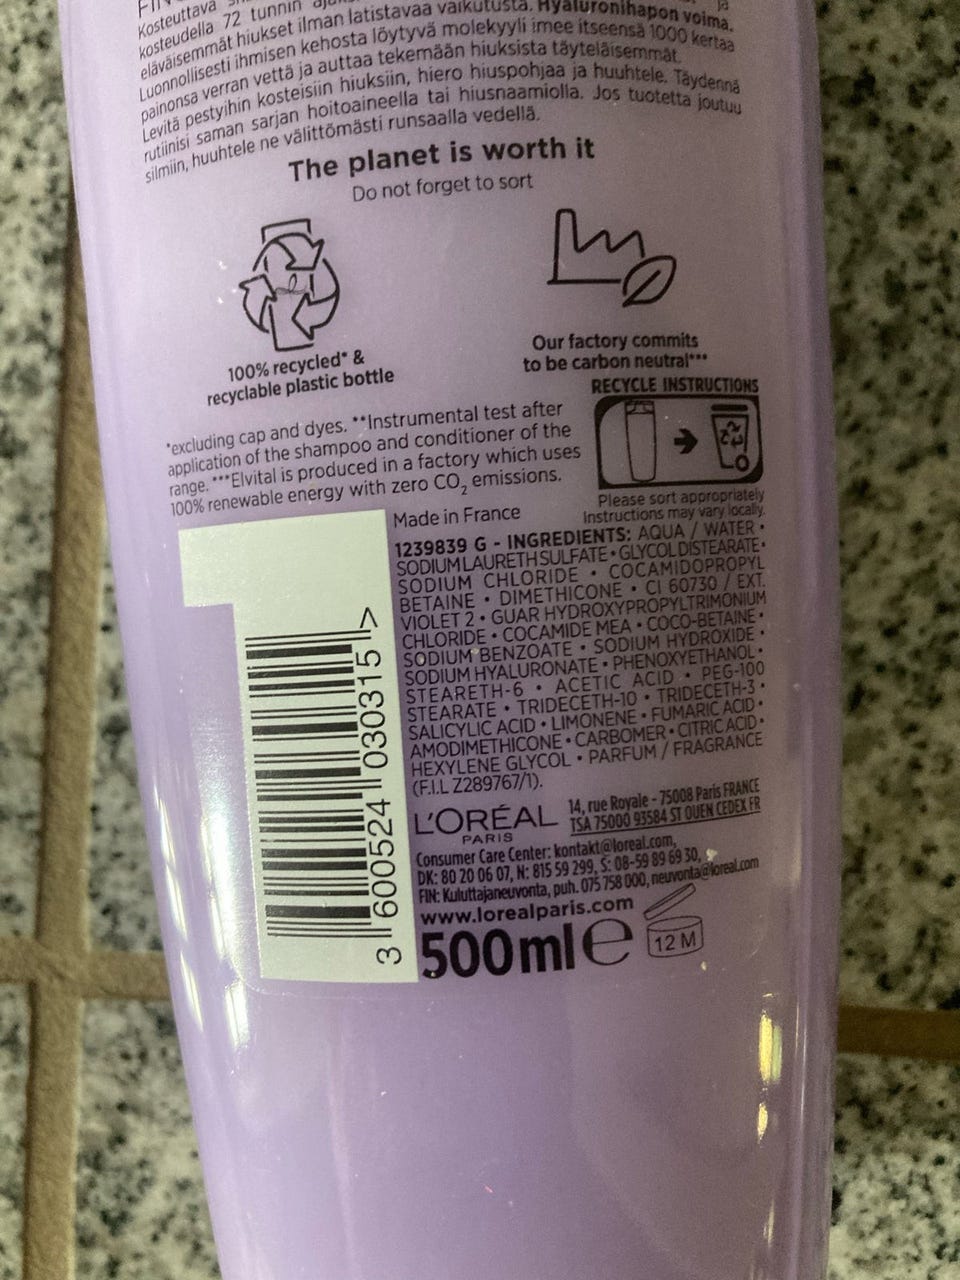 Kosteuttava
kosteudella 72 tunnin
eläväisemmät hiukset ilman latistavaa vaikutusta. Hyaluronihapon voima.
Luonnollisesti ihmisen kehosta löytyvä molekyyli imee itseensä 1000 kertaa
painonsa verran vettä ja auttaa tekemään hiuksista täyteläisemmät.
Levitä pestyihin kosteisiin hiuksiin, hiero hiuspohjaa ja huuhtele. Täydennä
rutiinisi saman sarjan hoitoaineella tai hiusnaamiolla. Jos tuotetta joutuu
silmiin, huuhtele ne välittömästi runsaalla vedellä.
The planet is worth it
Do not forget to sort
100% recycled* &
recyclable plastic bottle
Our factory commits
to be carbon neutral***
RECYCLE INSTRUCTIONS
Please sort appropriately
Instructions may vary locally.
*excluding cap and dyes. **Instrumental test after
application of the shampoo and conditioner of the
range. ***Elvital is produced in a factory which uses
100% renewable energy with zero CO₂ emissions.
Made in France
1239839 G - INGREDIENTS: AQUA / WATER •
SODIUM LAURETH SULFATE • GLYCOL DISTEARATE •
SODIUM CHLORIDE • COCAMIDOPROPYL
BETAINE • DIMETHICONE • CI 60730 / EXT.
VIOLET 2 • GUAR HYDROXYPROPYLTRIMONIUM
CHLORIDE • COCAMIDE MEA • COCO-BETAINE •
SODIUM BENZOATE • SODIUM HYDROXIDE •
SODIUM HYALURONATE • PHENOXYETHANOL •
STEARETH-6 • ACETIC ACID • PEG-100
STEARATE • TRIDECETH-10 • TRIDECETH-3 •
SALICYLIC ACID • LIMONENE • FUMARIC ACID •
AMODIMETHICONE • CARBOMER • CITRIC ACID •
HEXYLENE GLYCOL • PARFUM / FRAGRANCE
(F.I.L Z289767/1).
L'ORÉAL
PARIS
14, rue Royale - 75008 Paris FRANCE
TSA 75000 93584 ST OUEN CEDEX FR
Consumer Care Center: kontakt@loreal.com,
DK: 80 20 06 07, N: 815 59 299, S: 08-59 89 69 30,
FIN: Kuluttajaneuvonta, puh. 075 758 000, neuvonta@loreal.com
www.lorealparis.com
500ml e
12 M
3 600524 030315 >